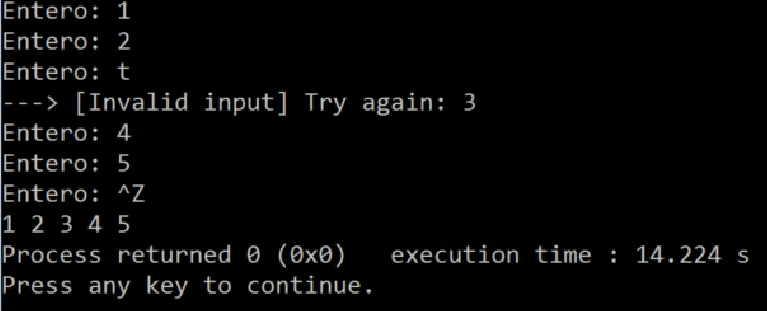 Entero: 1
Entero: 2
Entero: t
---> [Invalid input] Try again: 3
Entero: 4
Entero: 5
Entero: ^Z
1 2 3 4 5
Process returned 0 (0x0)   execution time : 14.224 s
Press any key to continue.